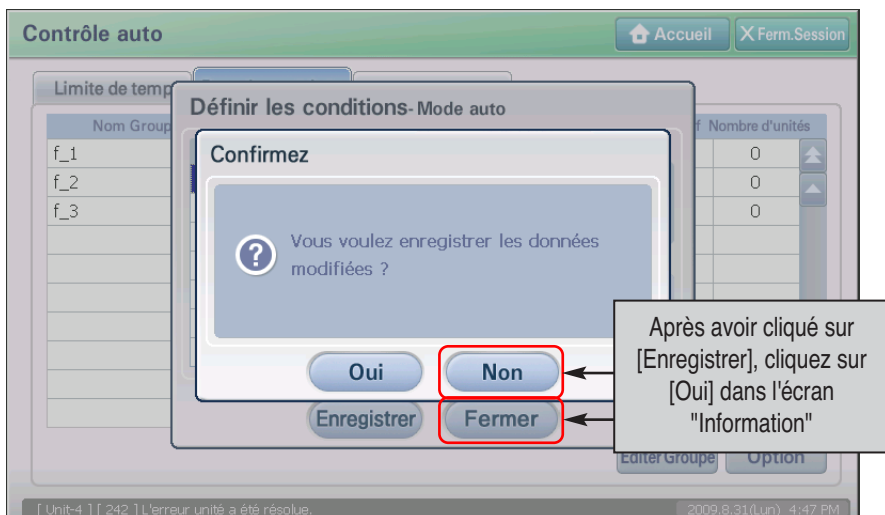 Contrôle auto
Accueil
X Ferm.Session
Limite de temp
Définir les conditions- Mode auto
Nom Group
f Nombre d'unités
f_1
0
f_2
0
f_3
0
Confirmez
?
Vous voulez enregistrer les données
modifiées ?
Oui
Non
Enregistrer
Fermer
Après avoir cliqué sur
[Enregistrer], cliquez sur
[Oui] dans l'écran
"Information"
Editer Groupe
Option
[ Unit-4 ] [ 242 ] L'erreur unité a été résolue.
2009.8.31(Lun) 4:47 PM